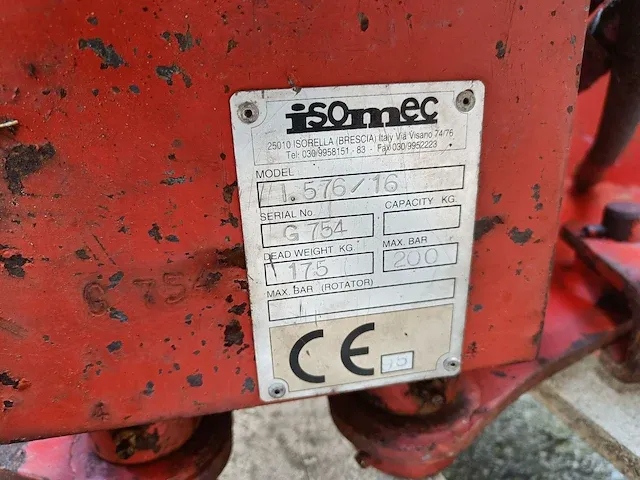 isomec
25010 ISORELLA (BRESCIA) Italy Via Visano 74/76
Tel: 030/9958151 - 83 - Fax 030/9952223
MODEL
1.576/16
SERIAL No. CAPACITY KG.
G 754
DEAD WEIGHT KG MAX. BAR
175 200
MAX. BAR (ROTATOR)
CE
G 754